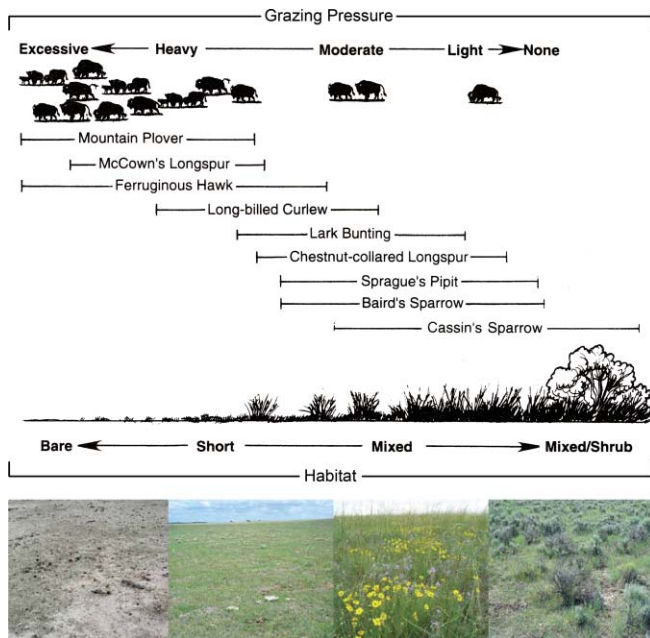 Grazing Pressure
Excessive Heavy Moderate Light None
Mountain Plover
McCown's Longspur
Ferruginous Hawk
Long-billed Curlew
Lark Bunting
Chestnut-collared Longspur
Sprague's Pipit
Baird's Sparrow
Cassin's Sparrow
Bare Short Mixed Mixed/Shrub
Habitat